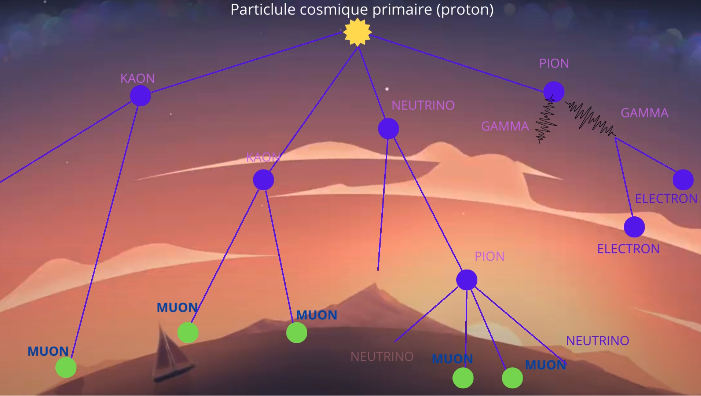 Particlule cosmique primaire (proton)
PION
KAON
NEUTRINO
GAMMA
GAMMA
KAON
ELECTRON
ELECTRON
PION
MUON
MUON
NEUTRINO
MUON
NEUTRINO
MUON
MUON